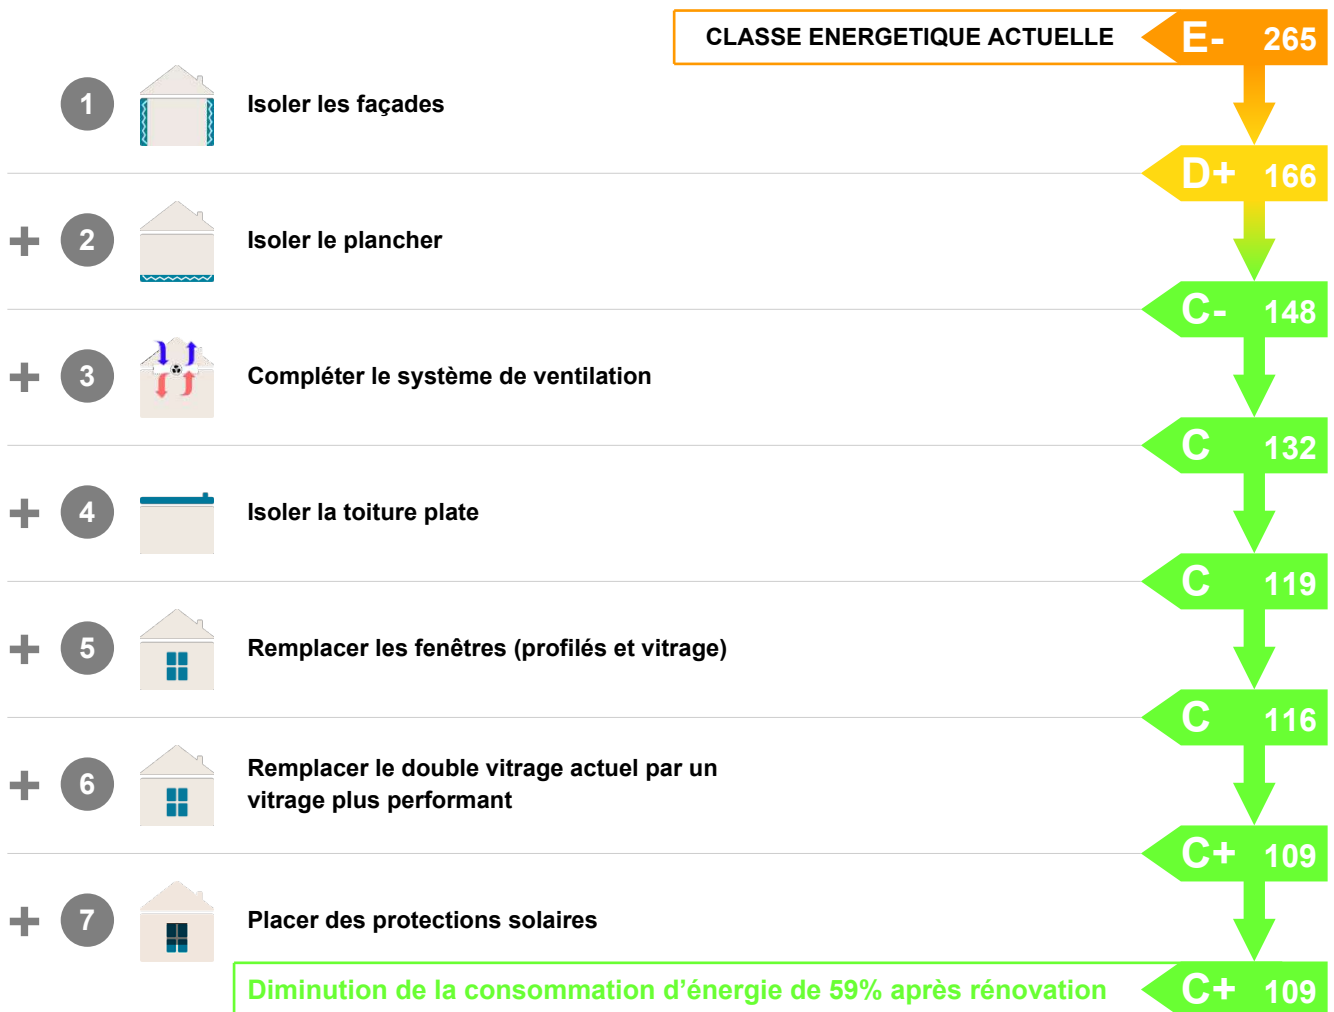 CLASSE ENERGETIQUE ACTUELLE E- 265
1 Isoler les façades
D+ 166
+ 2 Isoler le plancher
C- 148
+ 3 Compléter le système de ventilation
C 132
+ 4 Isoler la toiture plate
C 119
+ 5 Remplacer les fenêtres (profilés et vitrage)
C 116
+ 6 Remplacer le double vitrage actuel par un
vitrage plus performant
C+ 109
+ 7 Placer des protections solaires
Diminution de la consommation d’énergie de 59% après rénovation C+ 109